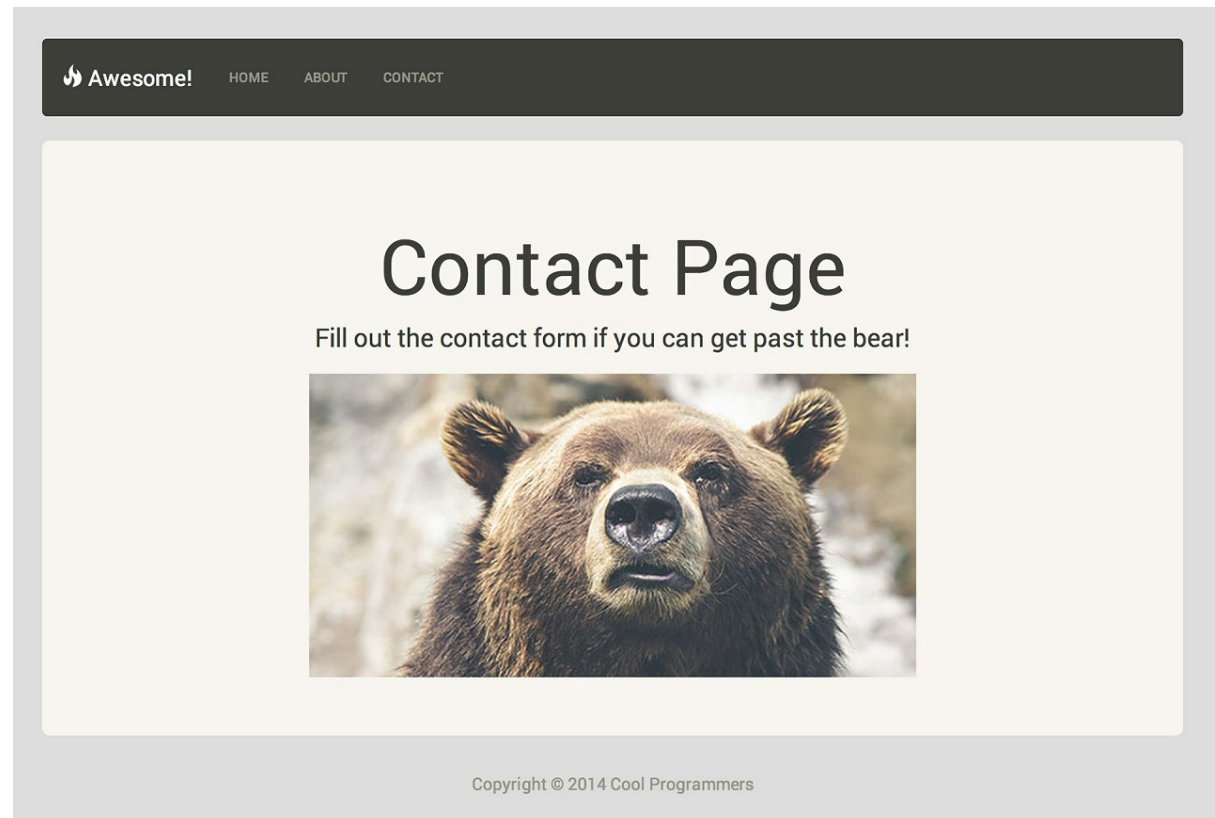 Awesome! HOME ABOUT CONTACT
Contact Page
Fill out the contact form if you can get past the bear!
Copyright © 2014 Cool Programmers